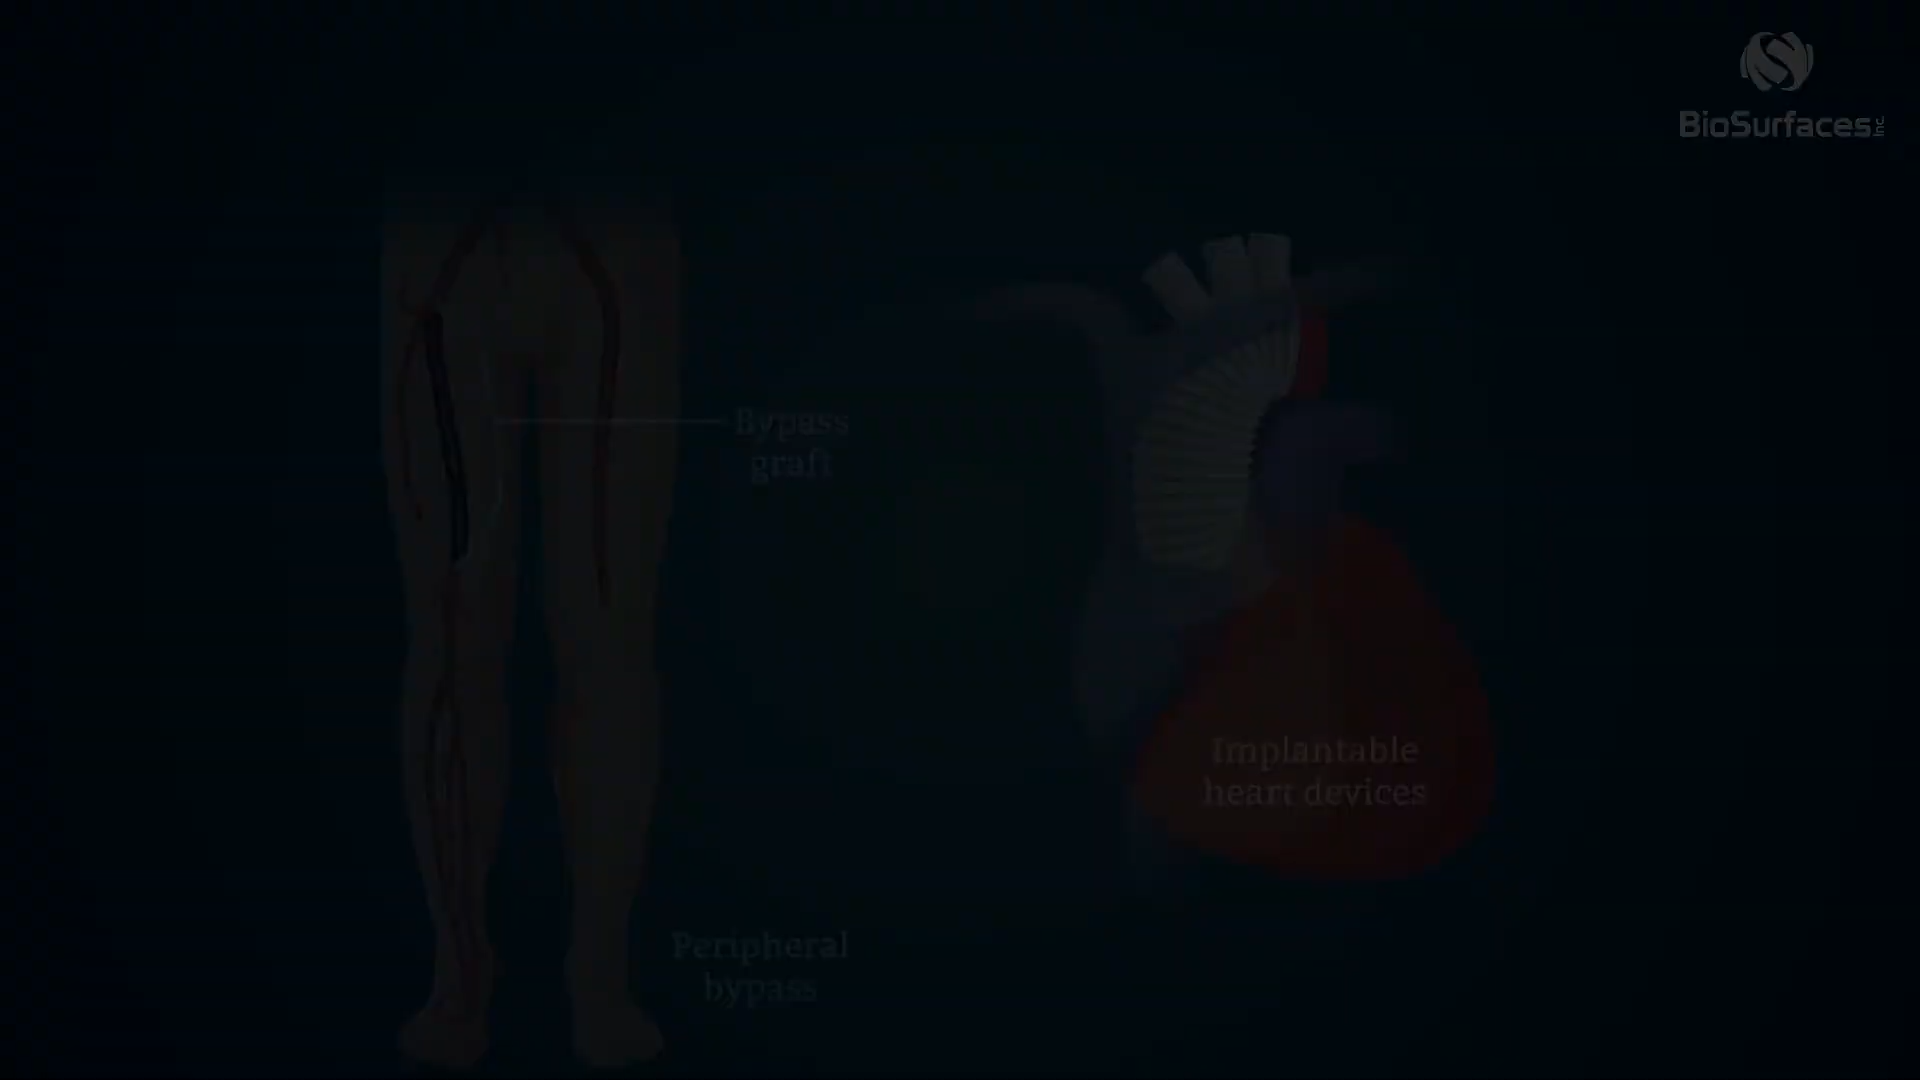 BioSurfaces Inc.
Bypass
graft
Implantable
heart devices
Peripheral
bypass